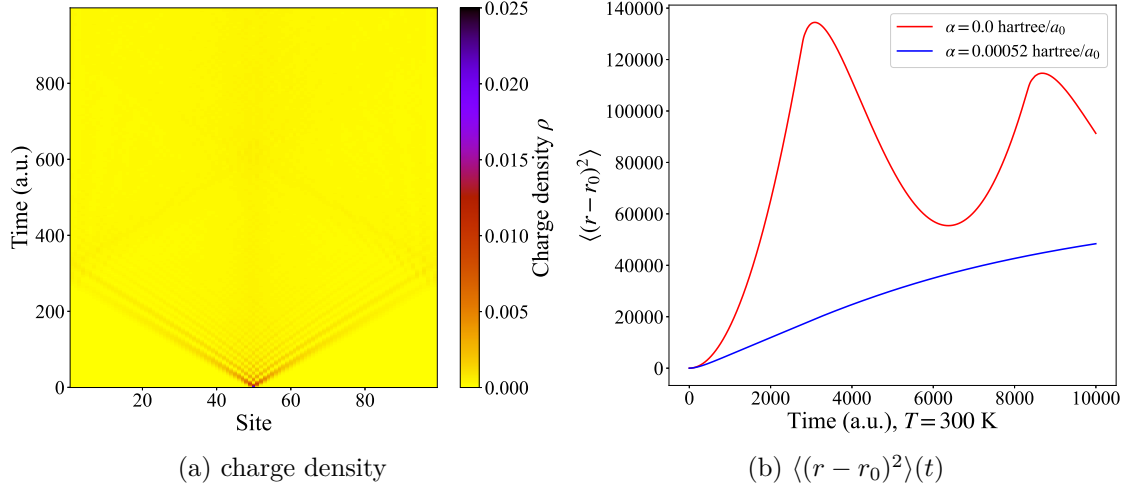 0.025
0.020
0.015
0.010
0.005
0.000
Charge density ρ
800
600
400
200
0
Time (a.u.)
20 40 60 80
Site
(a) charge density
140000
120000
100000
80000
60000
40000
20000
0
⟨(r − r₀)²⟩
α = 0.0 hartree/a₀
α = 0.00052 hartree/a₀
0 2000 4000 6000 8000 10000
Time (a.u.), T = 300 K
(b) ⟨(r − r₀)²⟩(t)